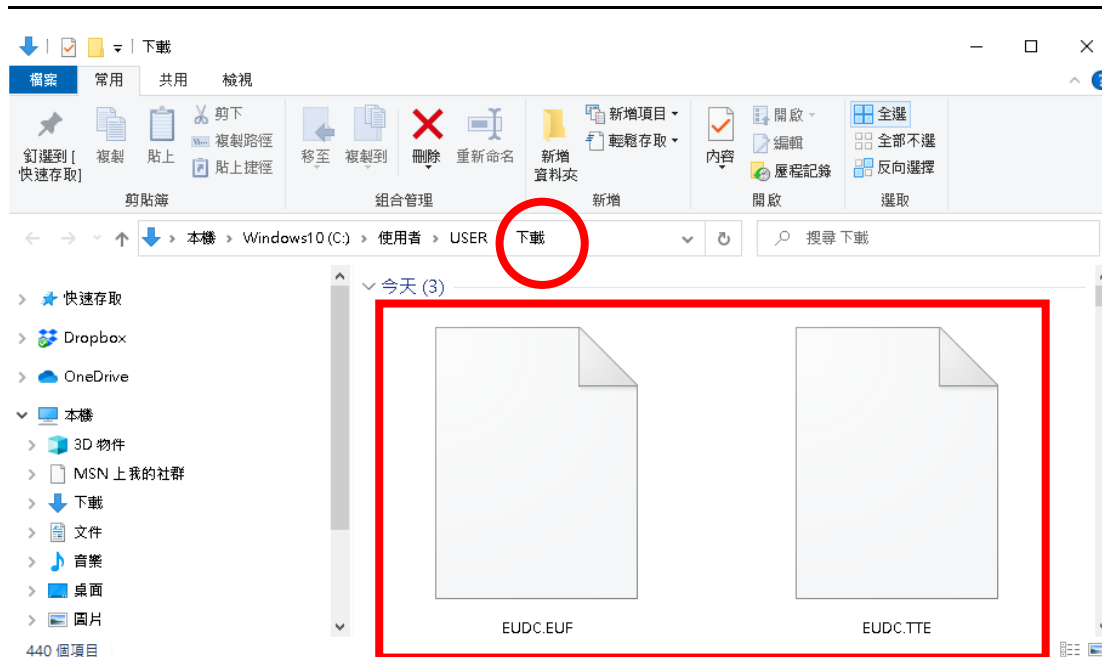 下載
檔案 常用 共用 檢視
釘選到 [
快速存取]
複製
貼上
剪下
複製路徑
貼上捷徑
剪貼簿
移至
複製到
刪除
重新命名
組合管理
新增
資料夾
新增項目
輕鬆存取
新增
內容
開啟
編輯
歷程記錄
開啟
全選
全部不選
反向選擇
選取
本機 › Windows10 (C:) › 使用者 › USER 下載
搜尋 下載
快速存取
Dropbox
OneDrive
本機
3D 物件
MSN 上我的社群
下載
文件
音樂
桌面
圖片
440 個項目
今天 (3)
EUDC.EUF
EUDC.TTE